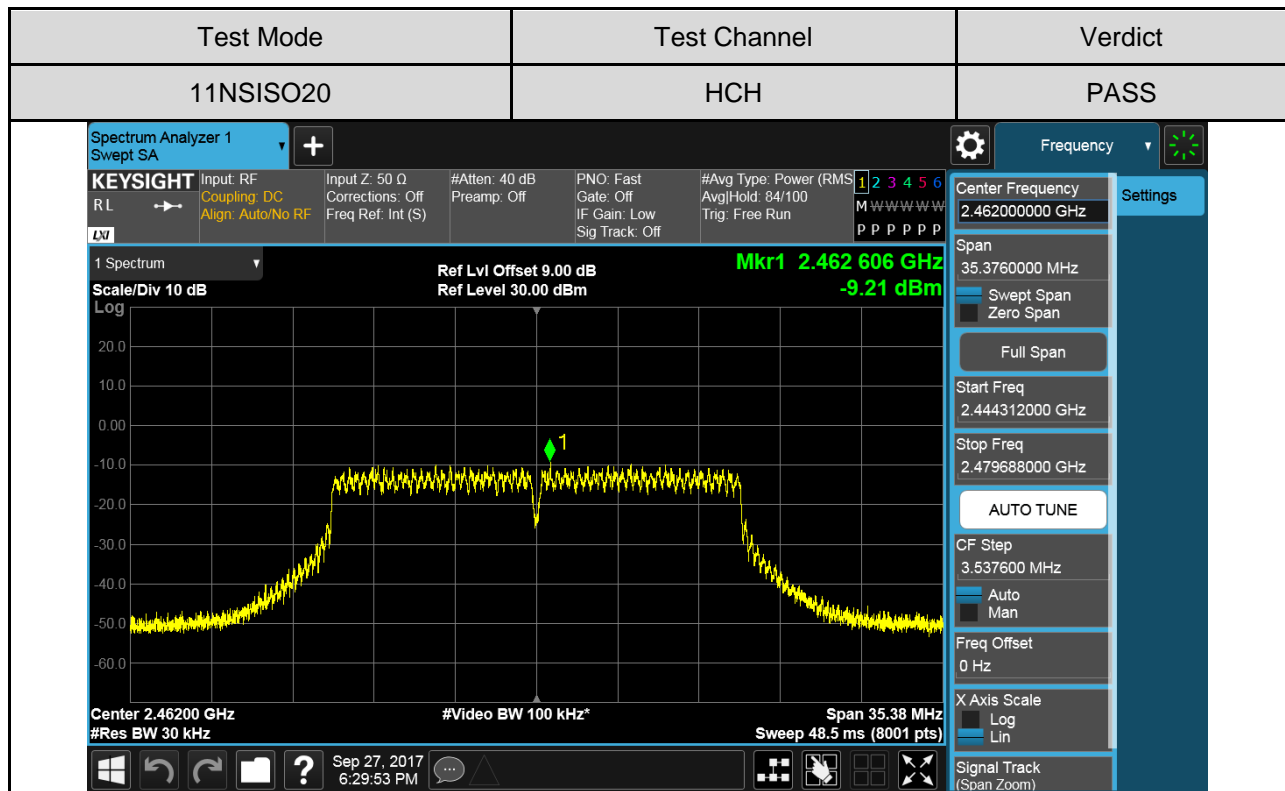 Test Mode Test Channel Verdict
11NSISO20 HCH PASS
Spectrum Analyzer 1
Swept SA
+
Frequency
KEYSIGHT Input: RF Input Z: 50 Ω #Atten: 40 dB PNO: Fast #Avg Type: Power (RMS 1 2 3 4 5 6
RL Coupling: DC Corrections: Off Preamp: Off Gate: Off Avg|Hold: 84/100 M W W W W W
Align: Auto/No RF Freq Ref: Int (S) IF Gain: Low Trig: Free Run
LXI Sig Track: Off P P P P P P
1 Spectrum
Scale/Div 10 dB
Ref Lvl Offset 9.00 dB
Ref Level 30.00 dBm
Mkr1 2.462 606 GHz
-9.21 dBm
Log
20.0
10.0
0.00
-10.0
-20.0
-30.0
-40.0
-50.0
-60.0
1
Center 2.46200 GHz #Video BW 100 kHz* Span 35.38 MHz
#Res BW 30 kHz Sweep 48.5 ms (8001 pts)
? Sep 27, 2017
6:29:53 PM
Center Frequency
2.462000000 GHz
Settings
Span
35.3760000 MHz
Swept Span
Zero Span
Full Span
Start Freq
2.444312000 GHz
Stop Freq
2.479688000 GHz
AUTO TUNE
CF Step
3.537600 MHz
Auto
Man
Freq Offset
0 Hz
X Axis Scale
Log
Lin
Signal Track
(Span Zoom)